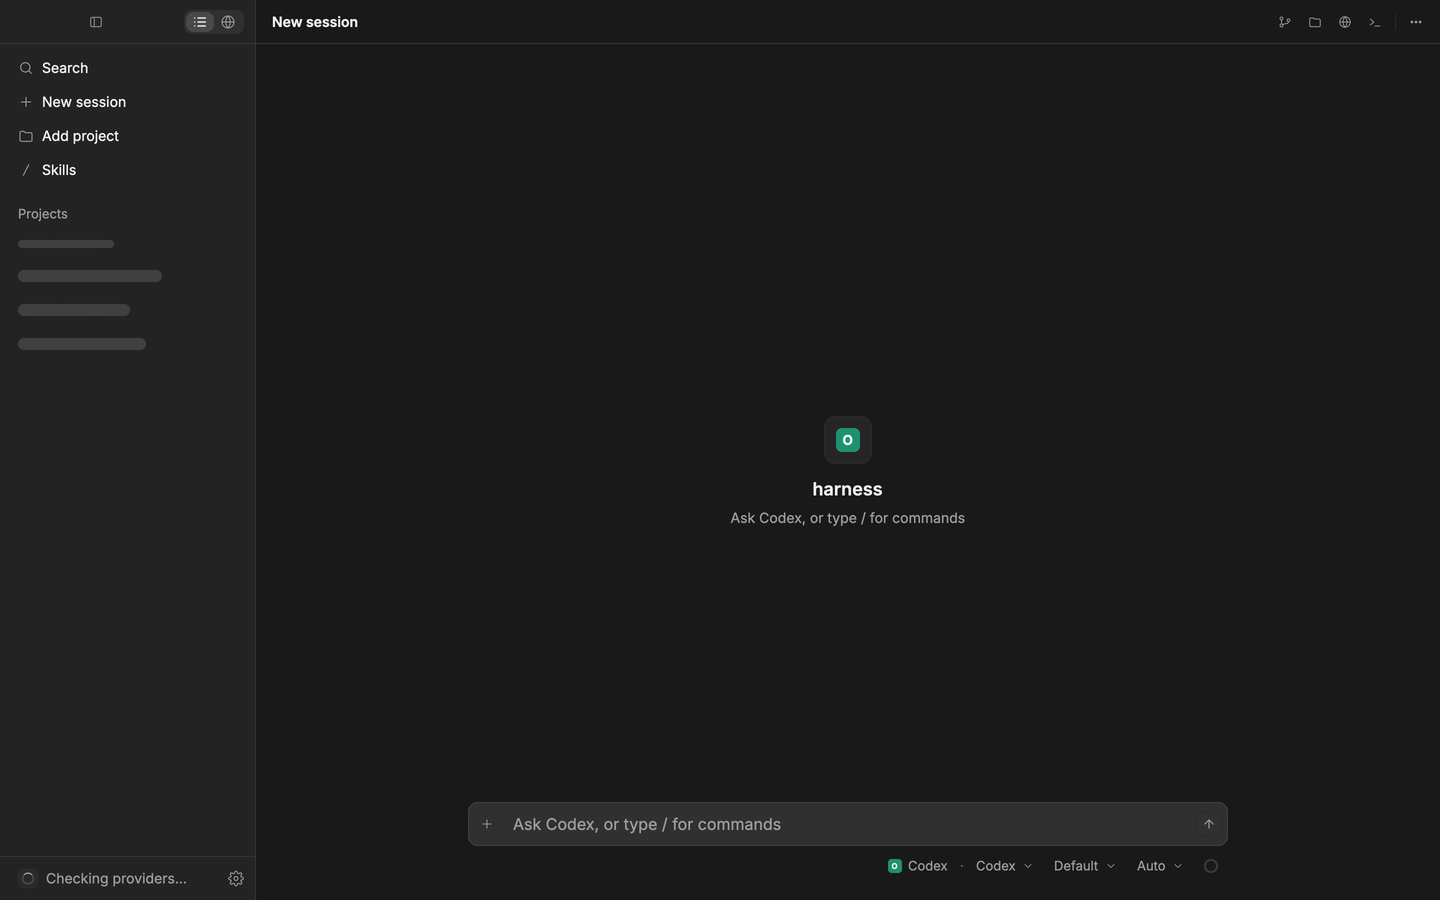 New session
Search
New session
Add project
/ Skills
Projects
O
harness
Ask Codex, or type / for commands
Ask Codex, or type / for commands
O Codex · Codex Default Auto
Checking providers...